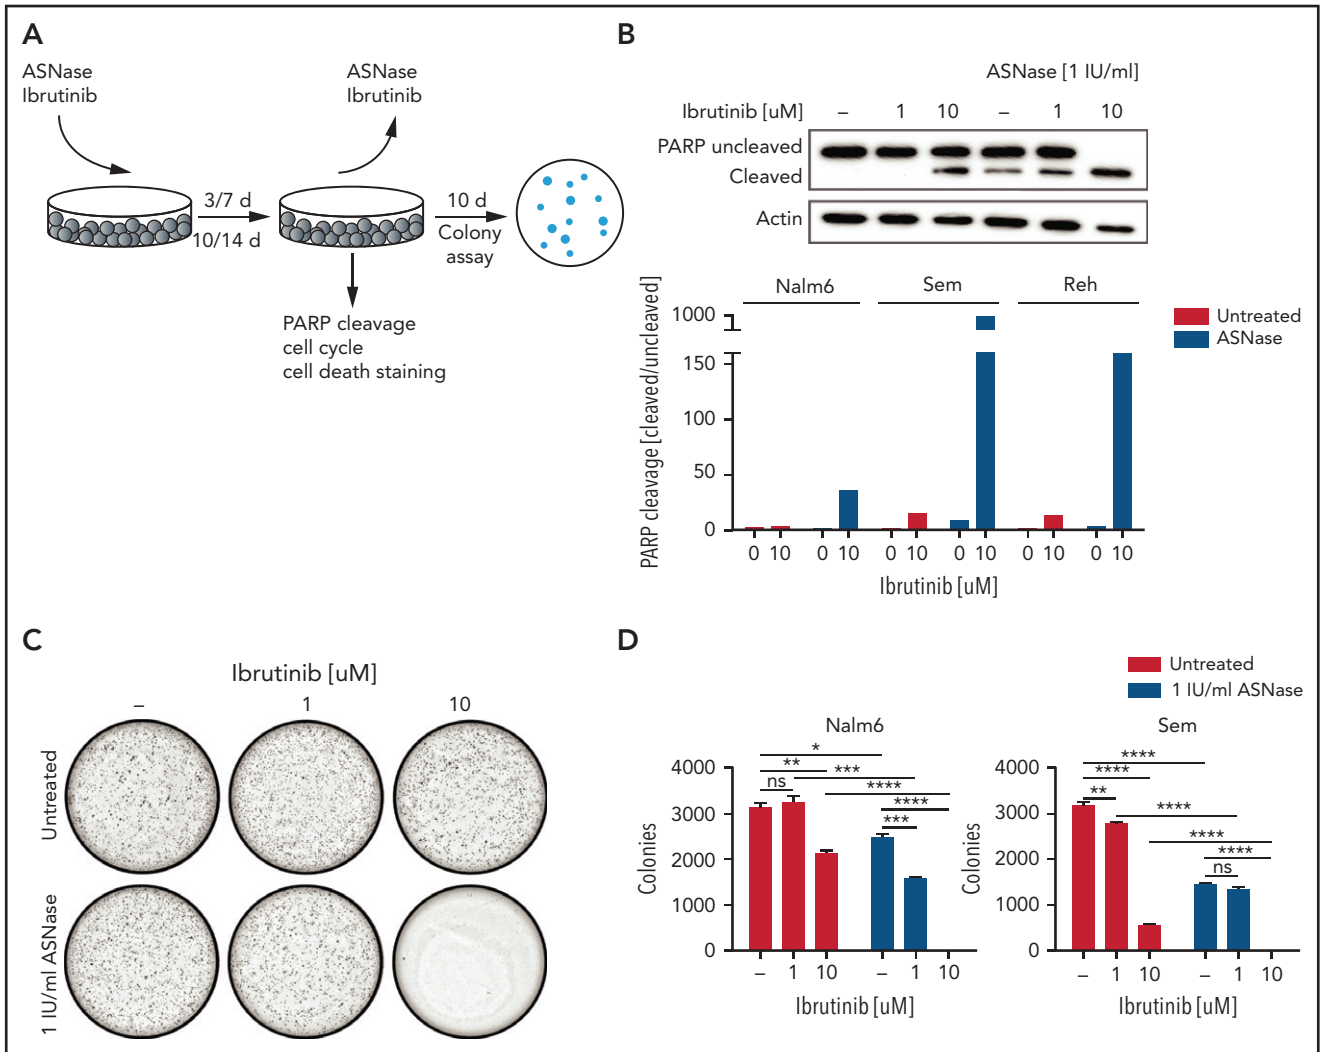 A
ASNase
Ibrutinib
ASNase
Ibrutinib
3/7 d
10/14 d
10 d
Colony
assay
PARP cleavage
cell cycle
cell death staining
B
ASNase [1 IU/ml]
Ibrutinib [uM] – 1 10 – 1 10
PARP uncleaved
Cleaved
Actin
Nalm6 Sem Reh
Untreated
ASNase
PARP cleavage [cleaved/uncleaved]
1000
150
100
50
0
0 10 0 10 0 10 0 10 0 10 0 10
Ibrutinib [uM]
C
Ibrutinib [uM]
– 1 10
Untreated
1 IU/ml ASNase
D
Untreated
1 IU/ml ASNase
Nalm6
Colonies
4000
3000
2000
1000
0
*
**
***
ns
****
****
***
– 1 10 – 1 10
Ibrutinib [uM]
Sem
Colonies
4000
3000
2000
1000
0
****
****
**
****
****
****
ns
– 1 10 – 1 10
Ibrutinib [uM]